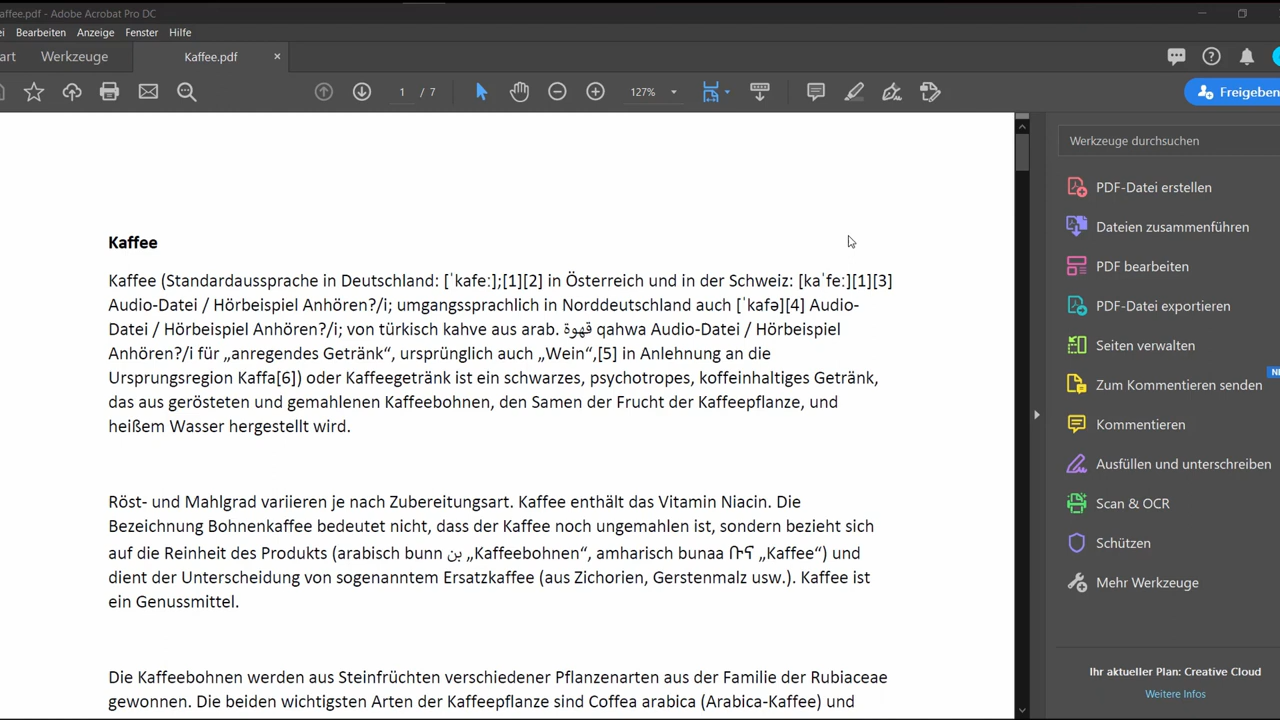 affee.pdf - Adobe Acrobat Pro DC
ei Bearbeiten Anzeige Fenster Hilfe
art Werkzeuge Kaffee.pdf ×
1 / 7 127% Freigeben
Werkzeuge durchsuchen
PDF-Datei erstellen
Dateien zusammenführen
PDF bearbeiten
PDF-Datei exportieren
Seiten verwalten
Zum Kommentieren senden
Kommentieren
Ausfüllen und unterschreiben
Scan & OCR
Schützen
Mehr Werkzeuge
Ihr aktueller Plan: Creative Cloud
Weitere Infos
Kaffee
Kaffee (Standardaussprache in Deutschland: [ˈkafeː];[1][2] in Österreich und in der Schweiz: [kaˈfeː][1][3]
Audio-Datei / Hörbeispiel Anhören?/i; umgangssprachlich in Norddeutschland auch [ˈkafə][4] Audio-
Datei / Hörbeispiel Anhören?/i; von türkisch kahve aus arab. قهوة qahwa Audio-Datei / Hörbeispiel
Anhören?/i für „anregendes Getränk“, ursprünglich auch „Wein“,[5] in Anlehnung an die
Ursprungsregion Kaffa[6]) oder Kaffeegetränk ist ein schwarzes, psychotropes, koffeinhaltiges Getränk,
das aus gerösteten und gemahlenen Kaffeebohnen, den Samen der Frucht der Kaffeepflanze, und
heißem Wasser hergestellt wird.
Röst- und Mahlgrad variieren je nach Zubereitungsart. Kaffee enthält das Vitamin Niacin. Die
Bezeichnung Bohnenkaffee bedeutet nicht, dass der Kaffee noch ungemahlen ist, sondern bezieht sich
auf die Reinheit des Produkts (arabisch bunn بن „Kaffeebohnen“, amharisch bunaa ቡና „Kaffee“) und
dient der Unterscheidung von sogenanntem Ersatzkaffee (aus Zichorien, Gerstenmalz usw.). Kaffee ist
ein Genussmittel.
Die Kaffeebohnen werden aus Steinfrüchten verschiedener Pflanzenarten aus der Familie der Rubiaceae
gewonnen. Die beiden wichtigsten Arten der Kaffeepflanze sind Coffea arabica (Arabica-Kaffee) und